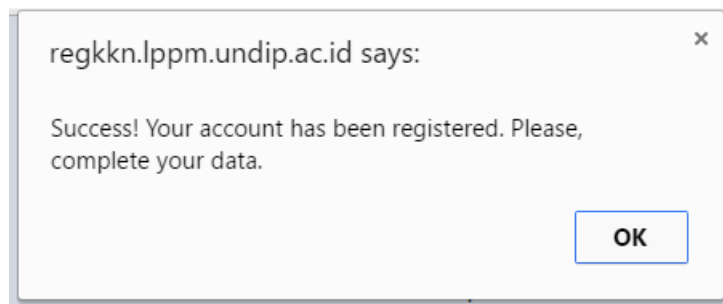 regkkn.lppm.undip.ac.id says:
Success! Your account has been registered. Please,
complete your data.
OK